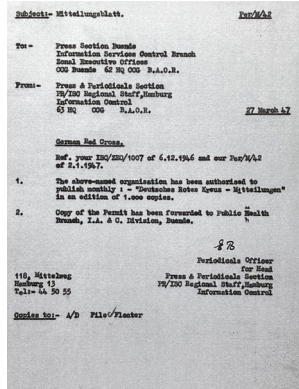 Subject:- Mitteilungsblatt. Per/M/42
To:- Press Section Buende
Information Services Control Branch
Zonal Executive Offices
CCG Buende 62 HQ CCG B.A.O.R.
From:- Press & Periodicals Section
PR/ISC Regional Staff,Hamburg
Information Control
63 HQ CCG B.A.O.R. 27 March 47
German Red Cross.
Ref. your ISC/ZEO/1007 of 6.12.1946 and our Per/M/42
of 2.1.1947.
1. The above-named organisation has been authorised to
publish monthly : - "Deutsches Rotes Kreuz - Mitteilungen"
in an edition of 1.000 copies.
2. Copy of the Permit has been forwarded to Public Health
Branch, I.A. & C. Division, Buende.
Periodicals Officer
for Head
118, Mittelweg Press & Periodicals Section
Hamburg 13 PR/ISC Regional Staff,Hamburg
Tel:- 44 50 55 Information Control
Copies to:- A/D File/Floater